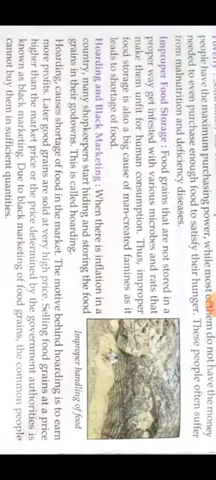 people have the maximum purchasing power, while most of them do not have the money
needed to even purchase enough food to satisfy their hunger. These people often suffer
from malnutrition and deficiency diseases.
Improper Food Storage : Food grains that are not stored in a
proper way get infested with various microbes and rats that
make them unfit for human consumption. Thus, improper
food storage is also a big cause of man-created famines as it
leads to shortage of food.
Hoarding and Black Marketing : When there is inflation in a
country, many shopkeepers start hiding and storing the food
grains in their godowns. This is called hoarding.
Improper handling of food
Hoarding causes shortage of food in the market. The motive behind hoarding is to earn
more profits. Later good grains are sold at very high price. Selling food grains at a price
higher than the market price or the price determined by the government authorities is
known as black marketing. Due to black marketing of food grains, the common people
cannot buy them in sufficient quantities.